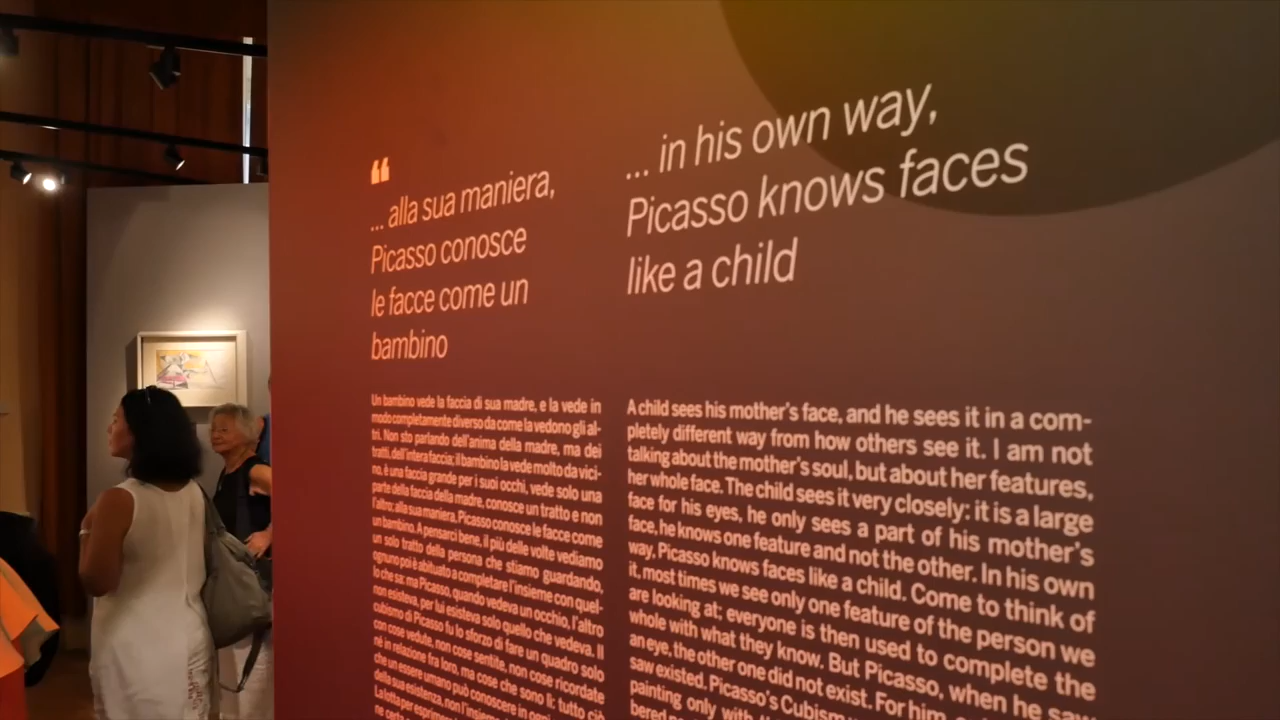 “
... alla sua maniera,
Picasso conosce
le facce come un
bambino
Un bambino vede la faccia di sua madre, e la vede in
modo completamente diverso da come la vedono gli al-
tri. Non sto parlando dell'anima della madre, ma dei
tratti, dell'intera faccia; il bambino la vede molto da vici-
no, è una faccia grande per i suoi occhi, vede solo una
parte della faccia della madre, conosce un tratto e non
l'altro; alla sua maniera, Picasso conosce le facce come
un bambino. A pensarci bene, il più delle volte vediamo
un solo tratto della persona che stiamo guardando,
ognuno poi è abituato a completare l'insieme con quel-
lo che sa: ma Picasso, quando vedeva un occhio, l'altro
non esisteva, per lui esisteva solo quello che vedeva. Il
cubismo di Picasso fu lo sforzo di fare un quadro solo
con cose vedute, non cose sentite, non cose ricordate
né in relazione fra loro, ma cose che sono lì: tutto ciò
che un essere umano può conoscere in ogni
della sua esistenza, non l'insieme
La lotta per esprimere
... in his own way,
Picasso knows faces
like a child
A child sees his mother's face, and he sees it in a com-
pletely different way from how others see it. I am not
talking about the mother's soul, but about her features,
her whole face. The child sees it very closely: it is a large
face for his eyes, he only sees a part of his mother's
face, he knows one feature and not the other. In his own
way, Picasso knows faces like a child. Come to think of
it, most times we see only one feature of the person we
are looking at; everyone is then used to complete the
whole with what they know. But Picasso, when he saw
an eye, the other one did not exist. For him,
saw existed. Picasso's Cubism
painting only with